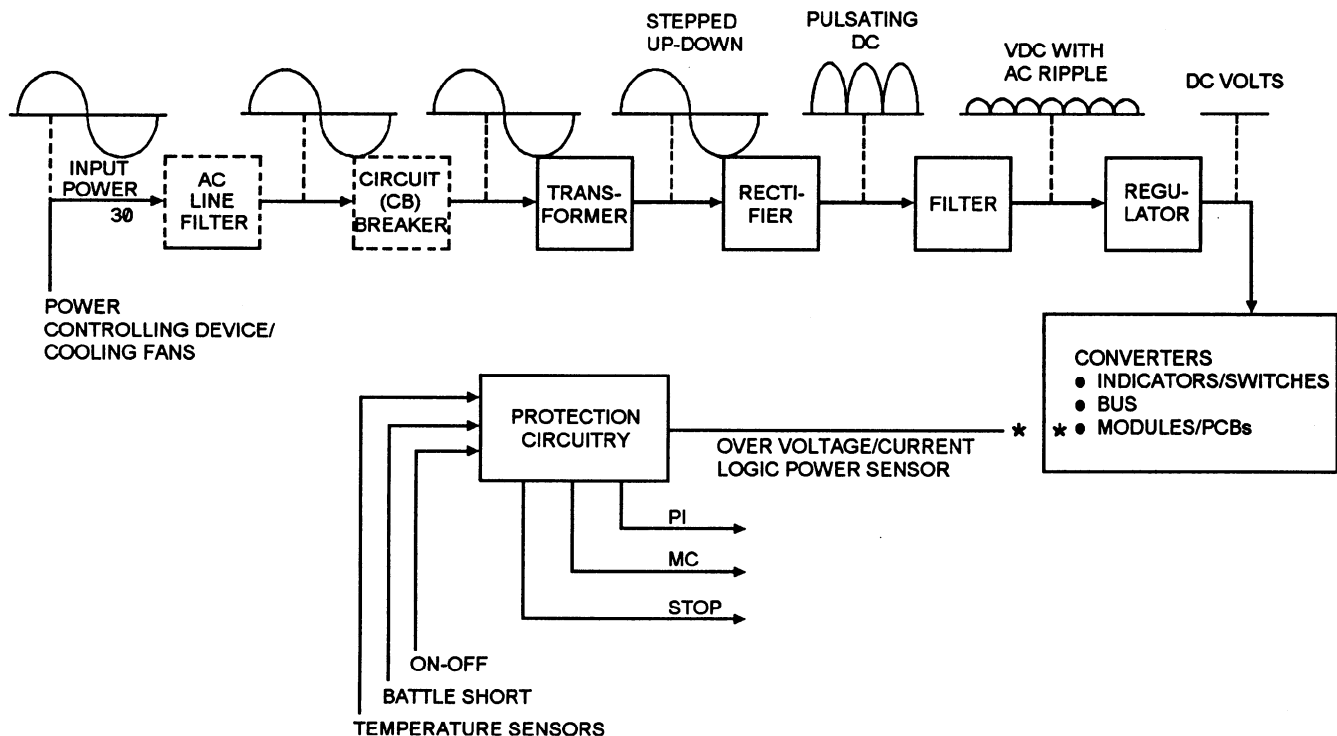 STEPPED
UP-DOWN
PULSATING
DC
VDC WITH
AC RIPPLE
DC VOLTS
INPUT
POWER
30
AC
LINE
FILTER
CIRCUIT
(CB)
BREAKER
TRANS-
FORMER
RECTI-
FIER
FILTER
REGU-
LATOR
POWER
CONTROLLING DEVICE/
COOLING FANS
CONVERTERS
● INDICATORS/SWITCHES
● BUS
* ● MODULES/PCBs
PROTECTION
CIRCUITRY
*
OVER VOLTAGE/CURRENT
LOGIC POWER SENSOR
PI
MC
STOP
ON-OFF
BATTLE SHORT
TEMPERATURE SENSORS